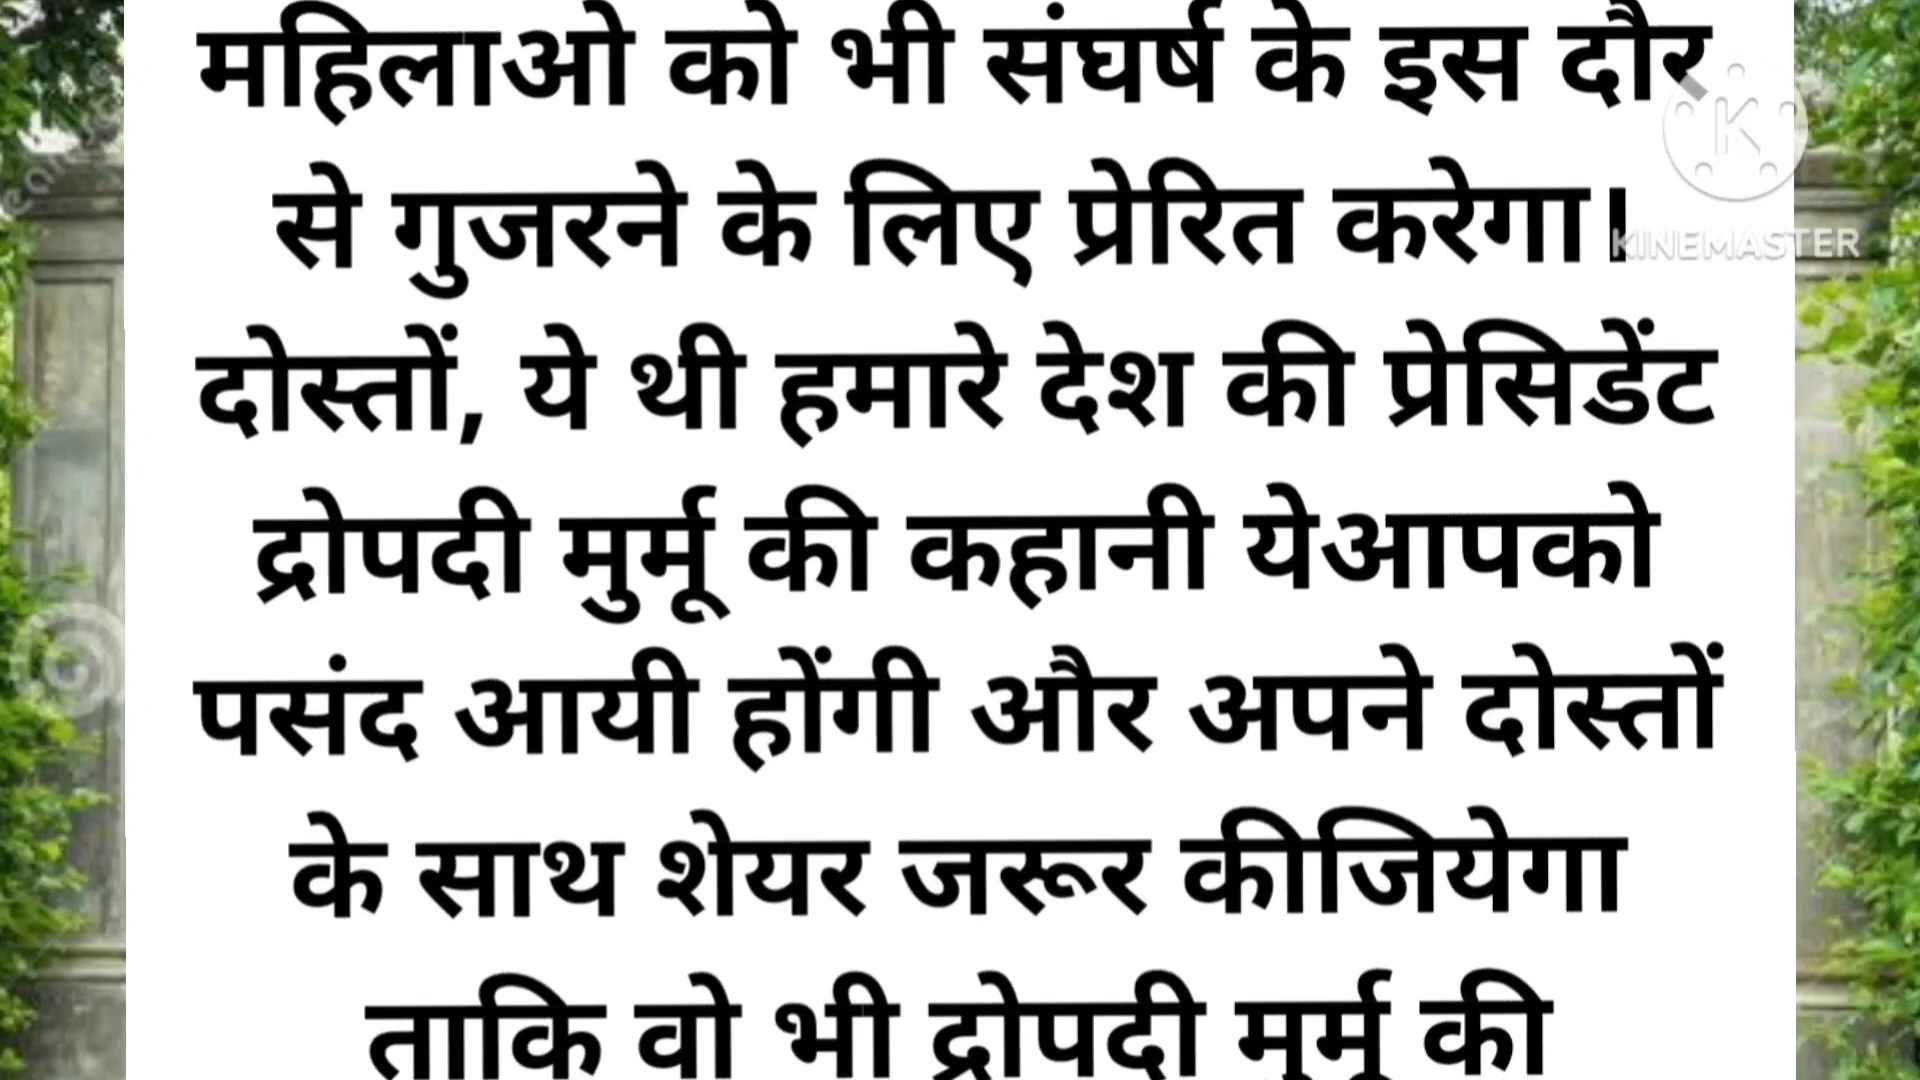 महिलाओ को भी संघर्ष के इस दौर
से गुजरने के लिए प्रेरित करेगा।
दोस्तों, ये थी हमारे देश की प्रेसिडेंट
द्रोपदी मुर्मू की कहानी येआपको
पसंद आयी होंगी और अपने दोस्तों
के साथ शेयर जरूर कीजियेगा
ताकि वो भी द्रोपदी मुर्मू की
K
KINEMASTER